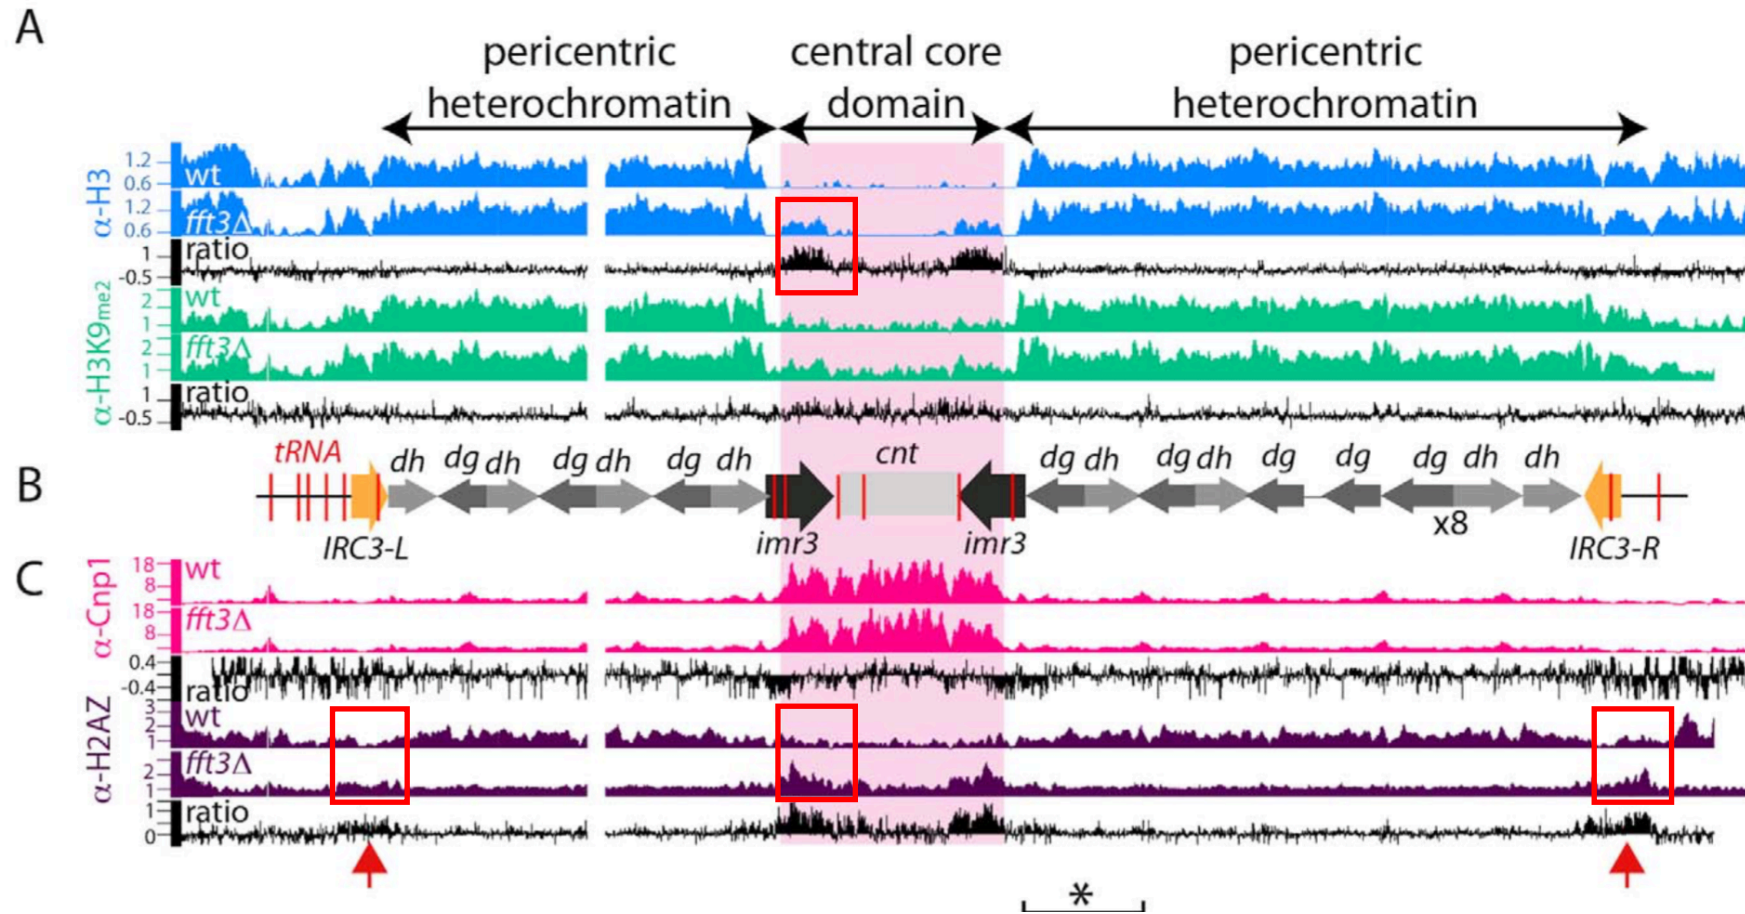 A
pericentric heterochromatin
central core domain
pericentric heterochromatin
α-H3
1.2
0.6
wt
1.2
0.6
fft3Δ
1
-0.5
ratio
α-H3K9me2
2
1
wt
2
1
fft3Δ
1
-0.5
ratio
B
tRNA
dh dg dh dg dh dg dh cnt dg dh dg dh dg dg dg dh dh
x8
IRC3-L imr3 imr3 IRC3-R
C
α-Cnp1
18
8
wt
18
8
fft3Δ
0.4
-0.4
ratio
α-H2AZ
3
2
1
wt
2
1
fft3Δ
1
0
ratio
*